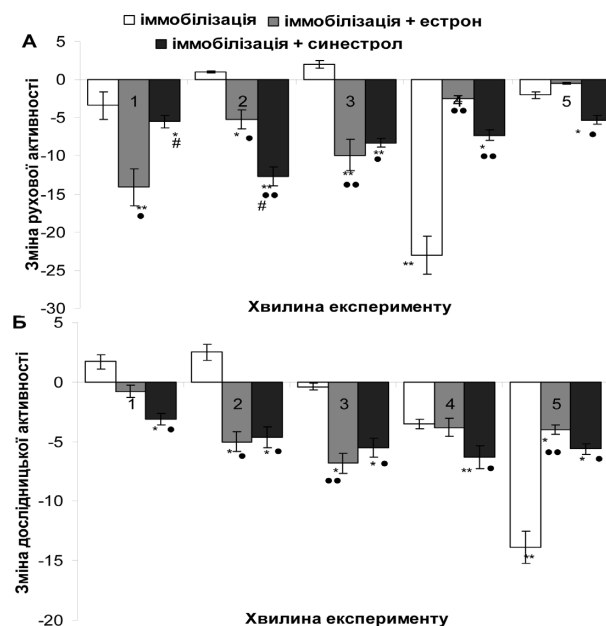 іммобілізація іммобілізація + естрон
іммобілізація + синестрол
А
Зміна рухової активності
5
0
-5
-10
-15
-20
-25
-30
1 2 3 4 5
* # ** ● * ● ** ●● # ** ●● ** ● ** ●● * ●● * ●
Хвилина експерименту
Б
Зміна дослідницької активності
5
0
-5
-10
-15
-20
1 2 3 4 5
* ● * ● * ● * ●● * ● ** ● ** * ●● * ●
Хвилина експерименту